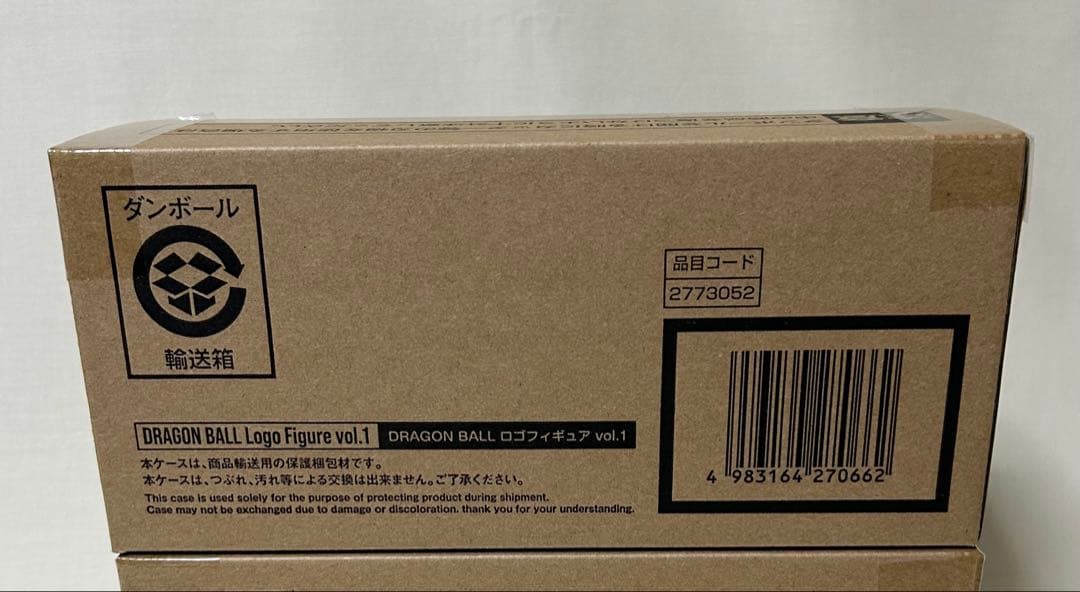 ダンボール
輸送箱
品目コード
2773052
DRAGON BALL Logo Figure vol.1 DRAGON BALL ロゴフィギュア vol.1
本ケースは、商品輸送用の保護梱包材です。
本ケースは、つぶれ、汚れ等による交換は出来ません。ご了承ください。
This case is used solely for the purpose of protecting product during shipment.
Case may not be exchanged due to damage or discoloration. thank you for your understanding.
4 983164 270662